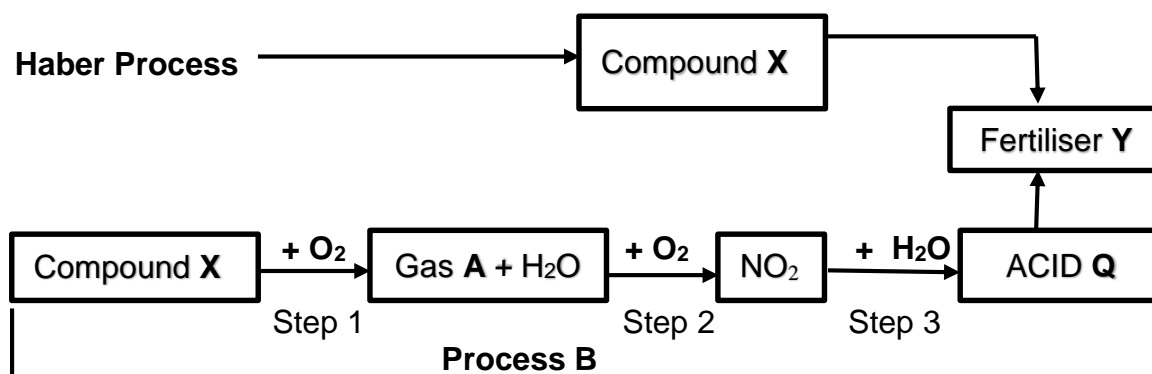 Haber Process
Compound X
Fertiliser Y
Compound X
+ O₂
Gas A + H₂O
+ O₂
NO₂
+ H₂O
ACID Q
Step 1
Step 2
Step 3
Process B